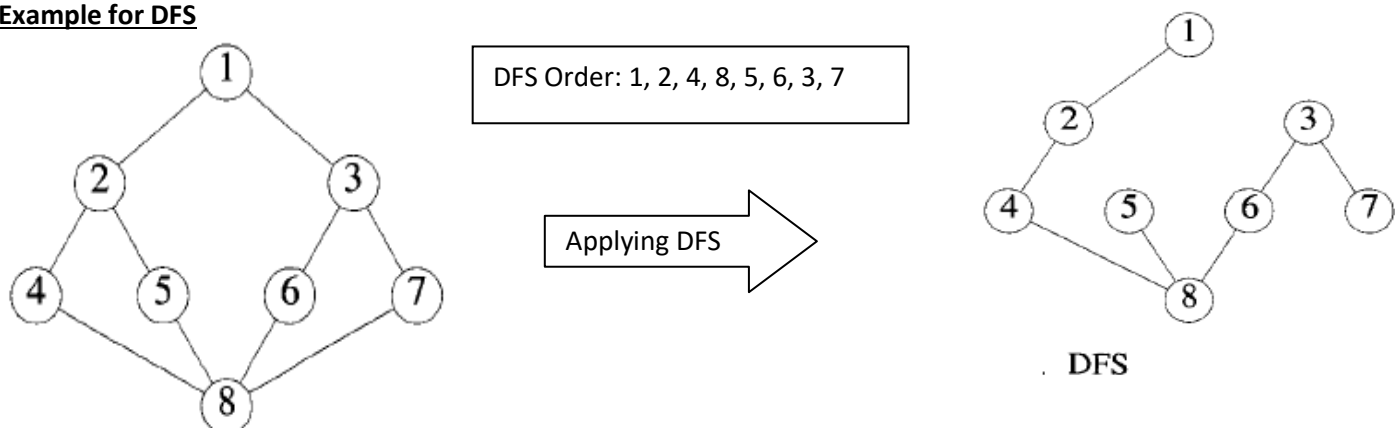 Example for DFS
1
2 3
4 5 6 7
8
DFS Order: 1, 2, 4, 8, 5, 6, 3, 7
Applying DFS
1
2 3
4 5 6 7
8
. DFS